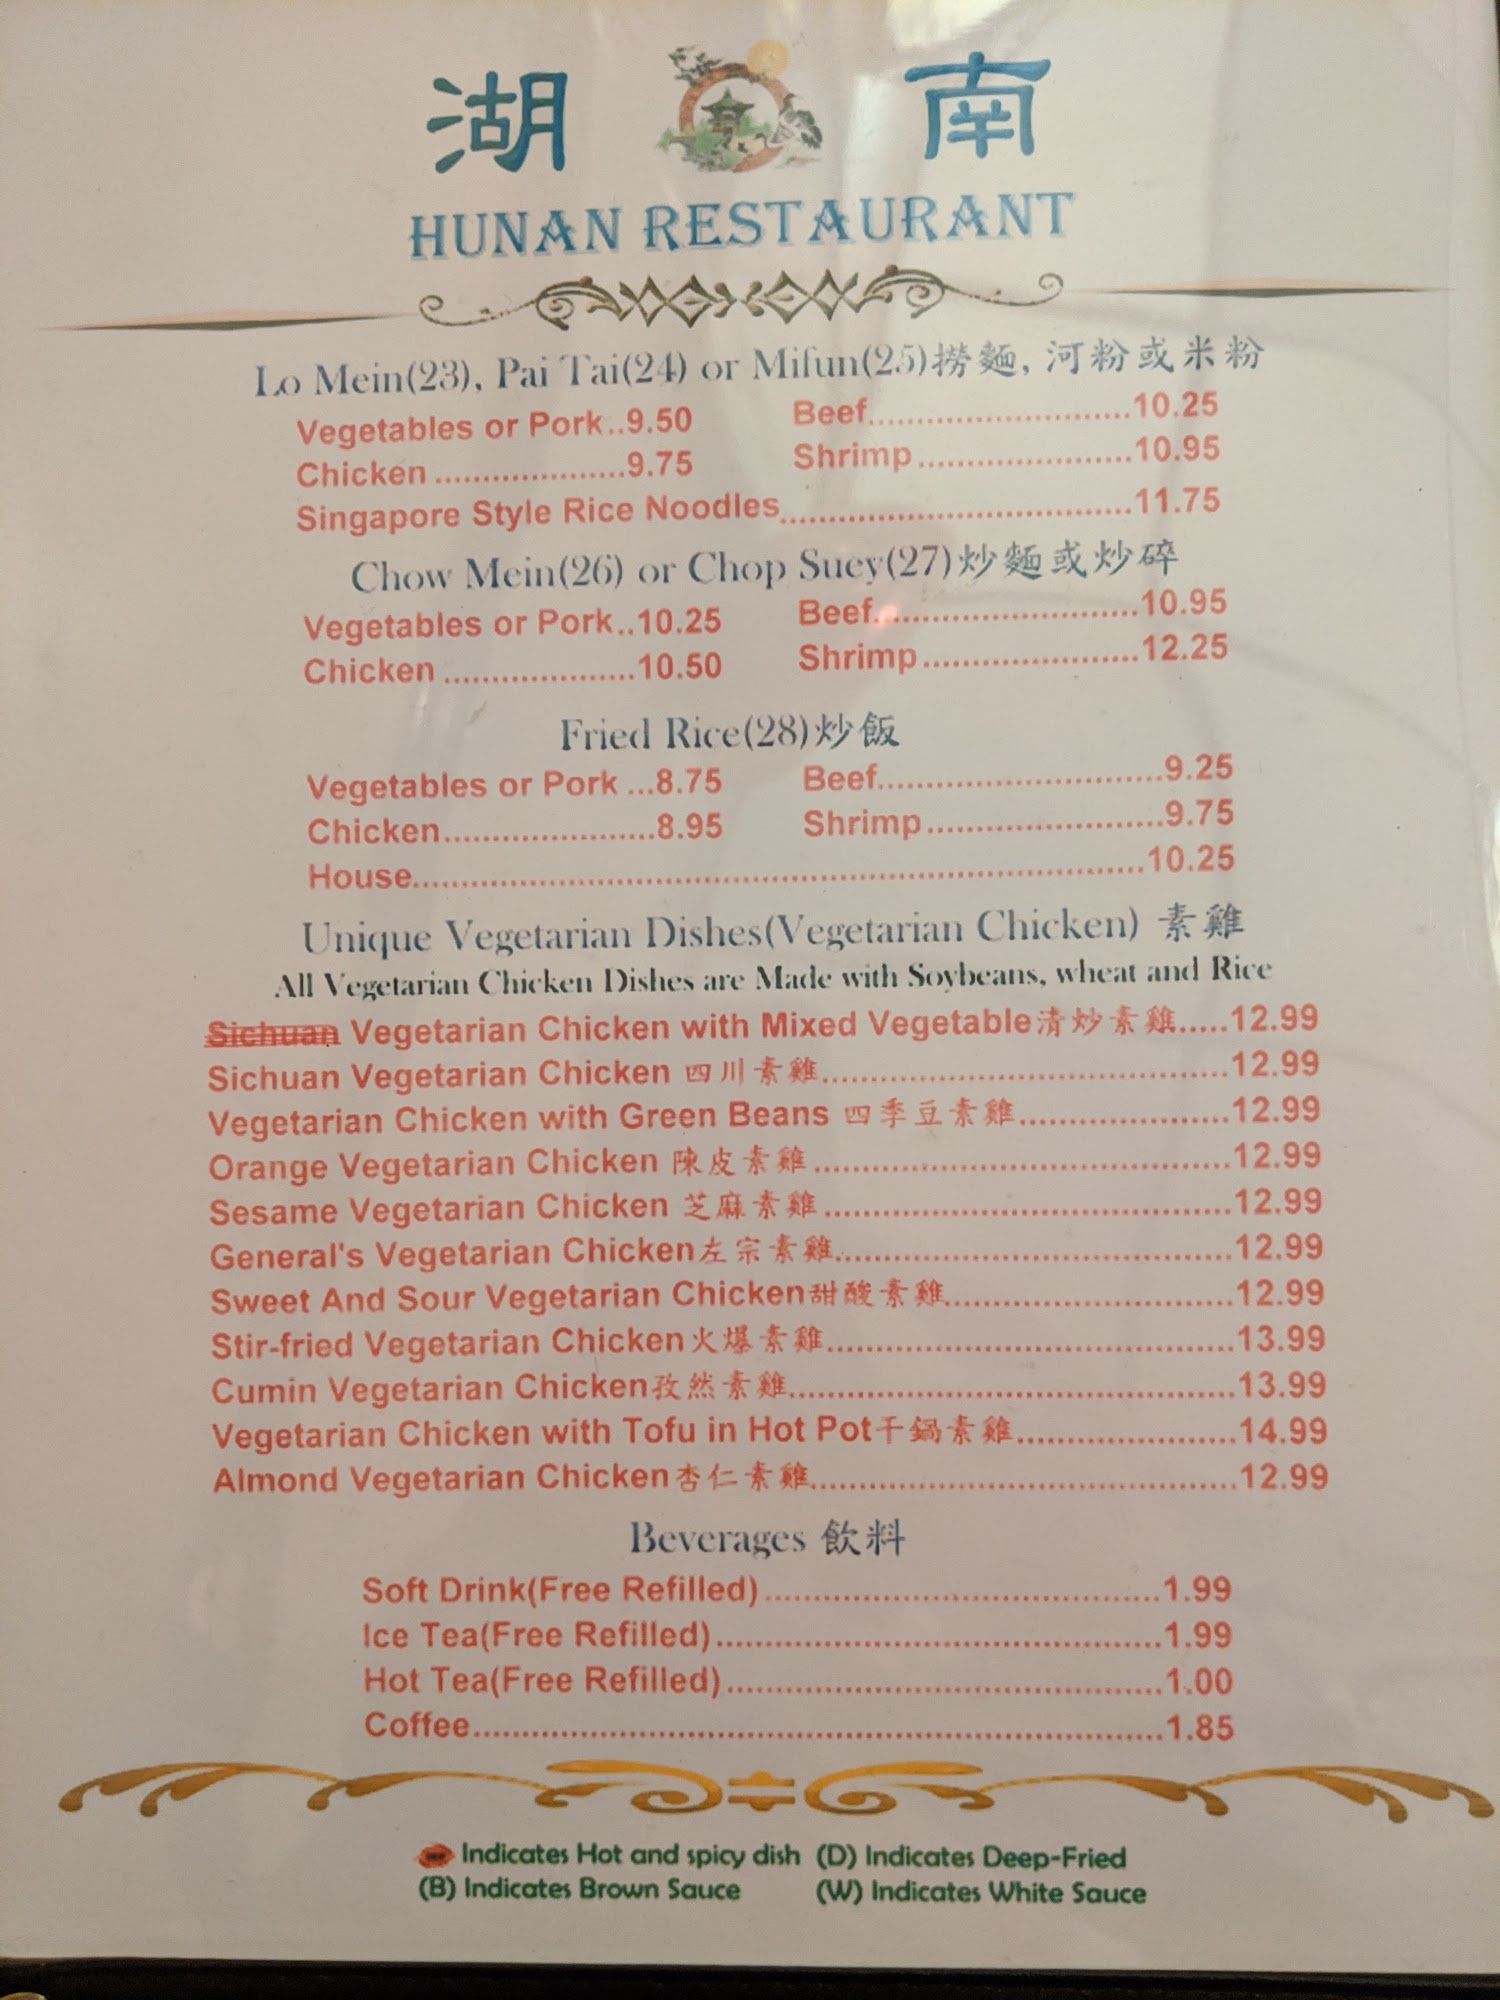 湖 南
HUNAN RESTAURANT
Lo Mein(23), Pai Tai(24) or Mifun(25)撈麵, 河粉或米粉
Vegetables or Pork..9.50 Beef..............................10.25
Chicken ....................9.75 Shrimp........................10.95
Singapore Style Rice Noodles......................................11.75
Chow Mein(26) or Chop Suey(27)炒麵或炒碎
Vegetables or Pork..10.25 Beef..............................10.95
Chicken ....................10.50 Shrimp........................12.25
Fried Rice(28)炒飯
Vegetables or Pork ...8.75 Beef................................9.25
Chicken......................8.95 Shrimp..........................9.75
House................................................................................10.25
Unique Vegetarian Dishes(Vegetarian Chicken) 素雞
All Vegetarian Chicken Dishes are Made with Soybeans, wheat and Rice
Sichuan Vegetarian Chicken with Mixed Vegetable清炒素雞.....12.99
Sichuan Vegetarian Chicken 四川素雞............................................12.99
Vegetarian Chicken with Green Beans 四季豆素雞.......................12.99
Orange Vegetarian Chicken 陳皮素雞.............................................12.99
Sesame Vegetarian Chicken 芝麻素雞............................................12.99
General's Vegetarian Chicken左宗素雞...........................................12.99
Sweet And Sour Vegetarian Chicken甜酸素雞...............................12.99
Stir-fried Vegetarian Chicken火爆素雞............................................13.99
Cumin Vegetarian Chicken孜然素雞................................................13.99
Vegetarian Chicken with Tofu in Hot Pot干鍋素雞........................14.99
Almond Vegetarian Chicken杏仁素雞..............................................12.99
Beverages 飲料
Soft Drink(Free Refilled)...........................................1.99
Ice Tea(Free Refilled)................................................1.99
Hot Tea(Free Refilled)...............................................1.00
Coffee...........................................................................1.85
Indicates Hot and spicy dish (D) Indicates Deep-Fried
(B) Indicates Brown Sauce (W) Indicates White Sauce